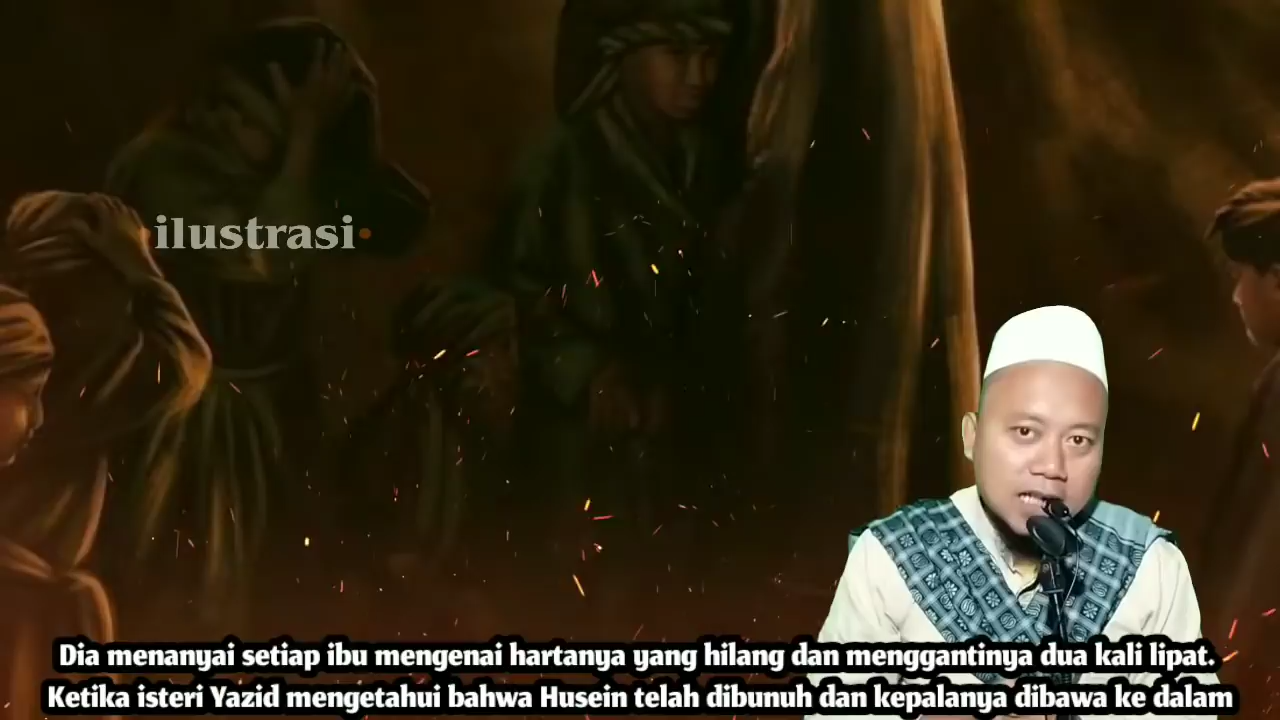 ilustrasi
Dia menanyai setiap ibu mengenai hartanya yang hilang dan menggantinya dua kali lipat.
Ketika isteri Yazid mengetahui bahwa Husein telah dibunuh dan kepalanya dibawa ke dalam